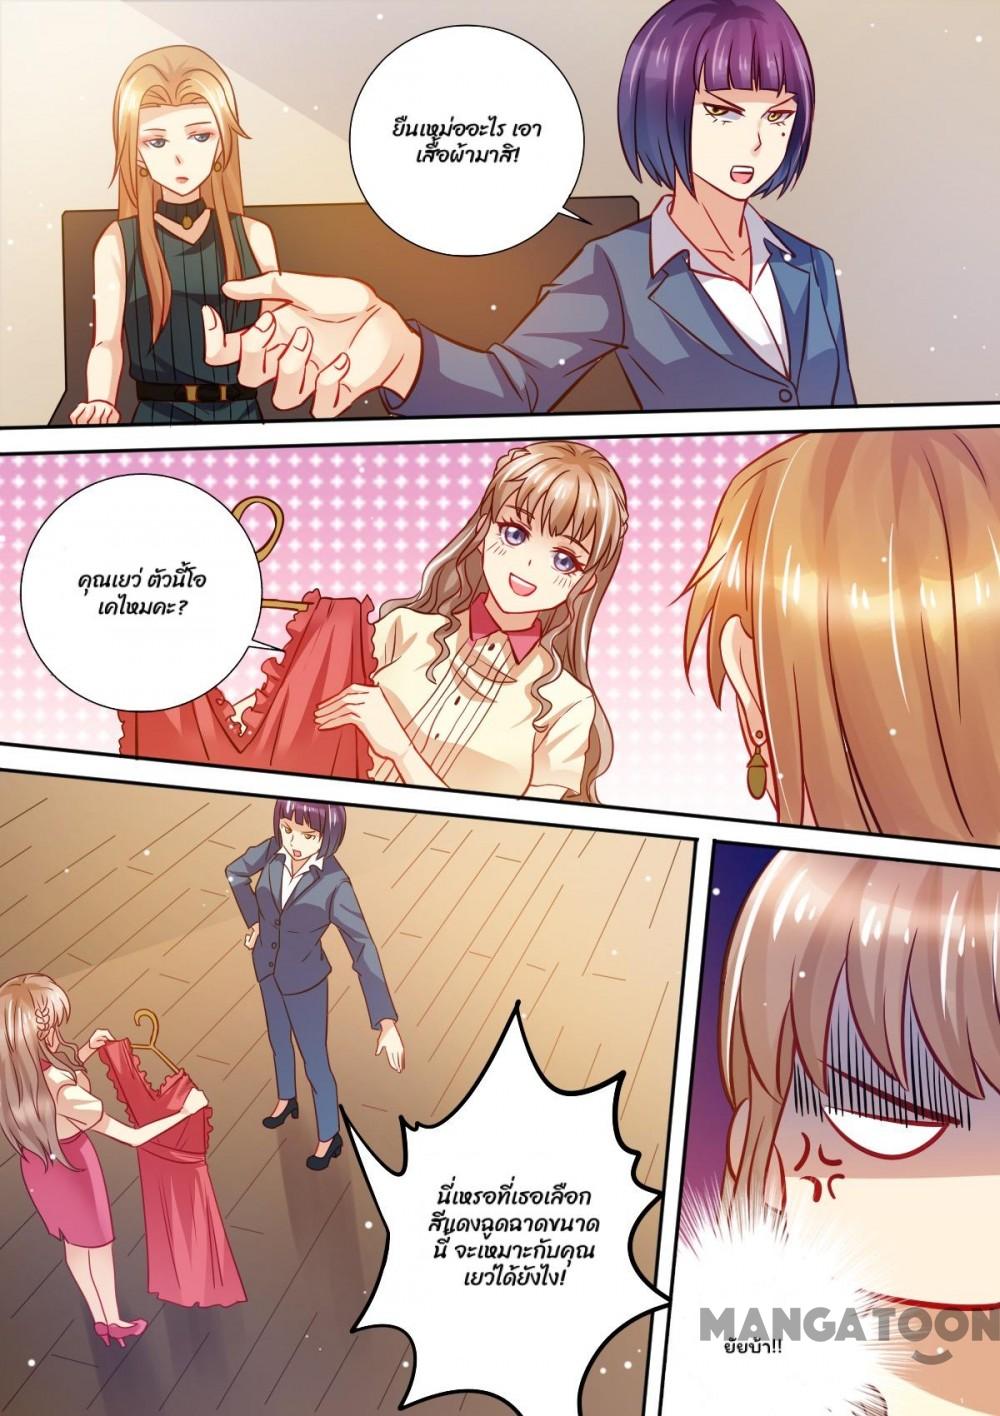 ยืนเหม่ออะไร เอา
เสื้อผ้ามาสิ!
คุณเยว่ ตัวนี้โอ
เคไหมคะ?
นี่เหรอที่เธอเลือก
สีแดงฉูดฉาดขนาด
นี้ จะเหมาะกับคุณ
เยว่ได้ยังไง!
MANGATOON
ยัยบ้า!!